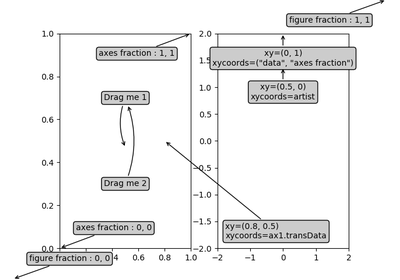 figure fraction : 1, 1
1.0
axes fraction : 1, 1
0.8
Drag me 1
0.6
0.4
Drag me 2
0.2
axes fraction : 0, 0
0.0
figure fraction : 0, 0
0.4
0.6
0.8
1.0
2.0
xy=(0, 1)
xycoords=("data", "axes fraction")
1.0
xy=(0.5, 0)
xycoords=artist
0.5
0.0
−0.5
−1.0
−1.5
xy=(0.8, 0.5)
xycoords=ax1.transData
−2.0
−2
−1
0
1
2